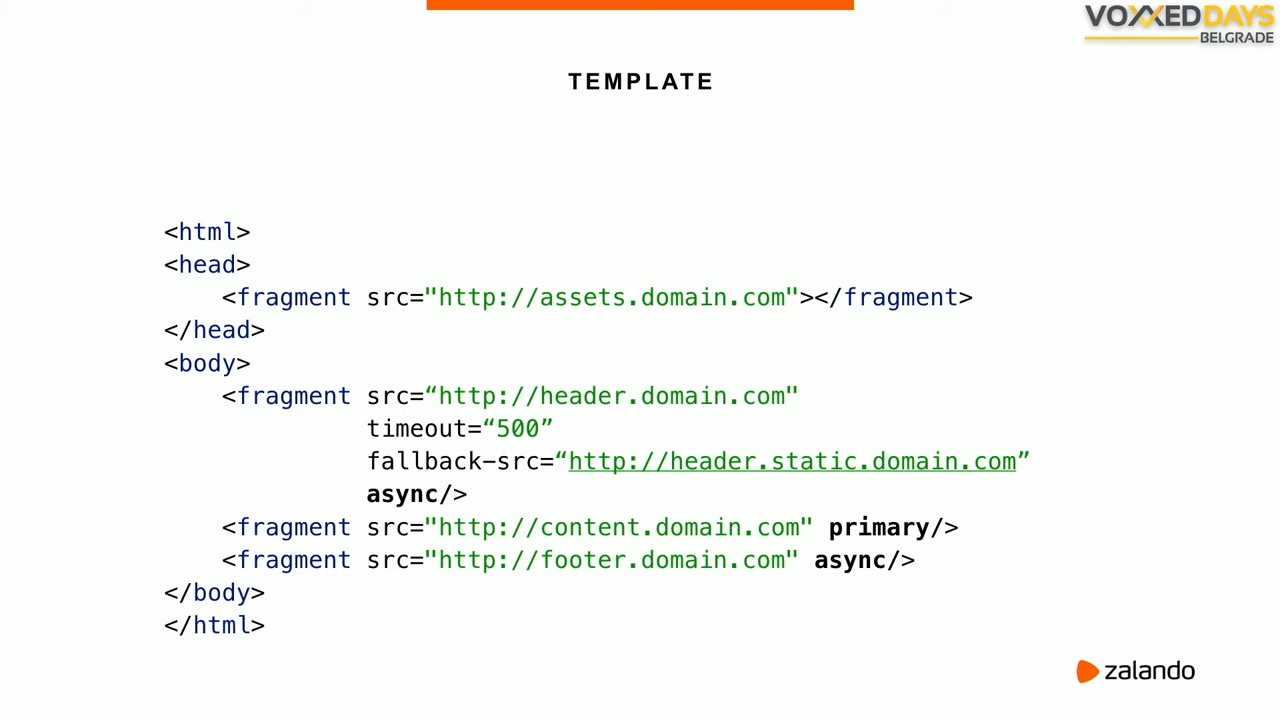 VOXXED DAYS
BELGRADE
TEMPLATE
<html>
<head>
    <fragment src="http://assets.domain.com"></fragment>
</head>
<body>
    <fragment src=“http://header.domain.com"
              timeout=“500”
              fallback-src=“http://header.static.domain.com”
              async/>
    <fragment src="http://content.domain.com" primary/>
    <fragment src="http://footer.domain.com" async/>
</body>
</html>
zalando